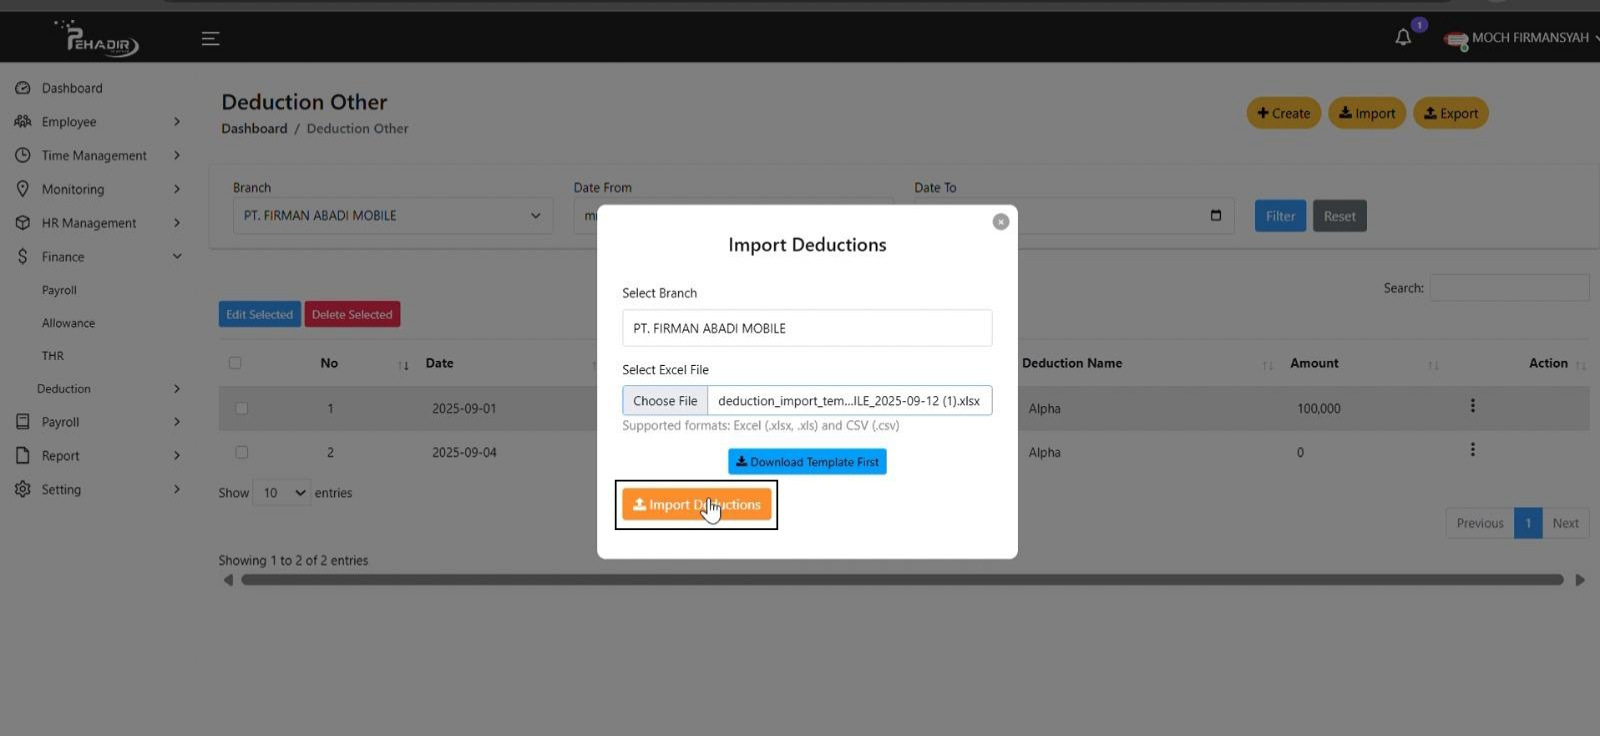 PEHADIR
1
MOCH FIRMANSYAH
Dashboard
Employee
Time Management
Monitoring
HR Management
Finance
Payroll
Allowance
THR
Deduction
Payroll
Report
Setting
Deduction Other
Dashboard / Deduction Other
Create
Import
Export
Branch
Date From
Date To
PT. FIRMAN ABADI MOBILE
Filter
Reset
Search:
Edit Selected
Delete Selected
No
Date
Deduction Name
Amount
Action
1
2025-09-01
Alpha
100,000
2
2025-09-04
Alpha
0
Show 10 entries
Previous
1
Next
Showing 1 to 2 of 2 entries
Import Deductions
Select Branch
PT. FIRMAN ABADI MOBILE
Select Excel File
Choose File
deduction_import_tem...ILE_2025-09-12 (1).xlsx
Supported formats: Excel (.xlsx, .xls) and CSV (.csv)
Download Template First
Import Deductions